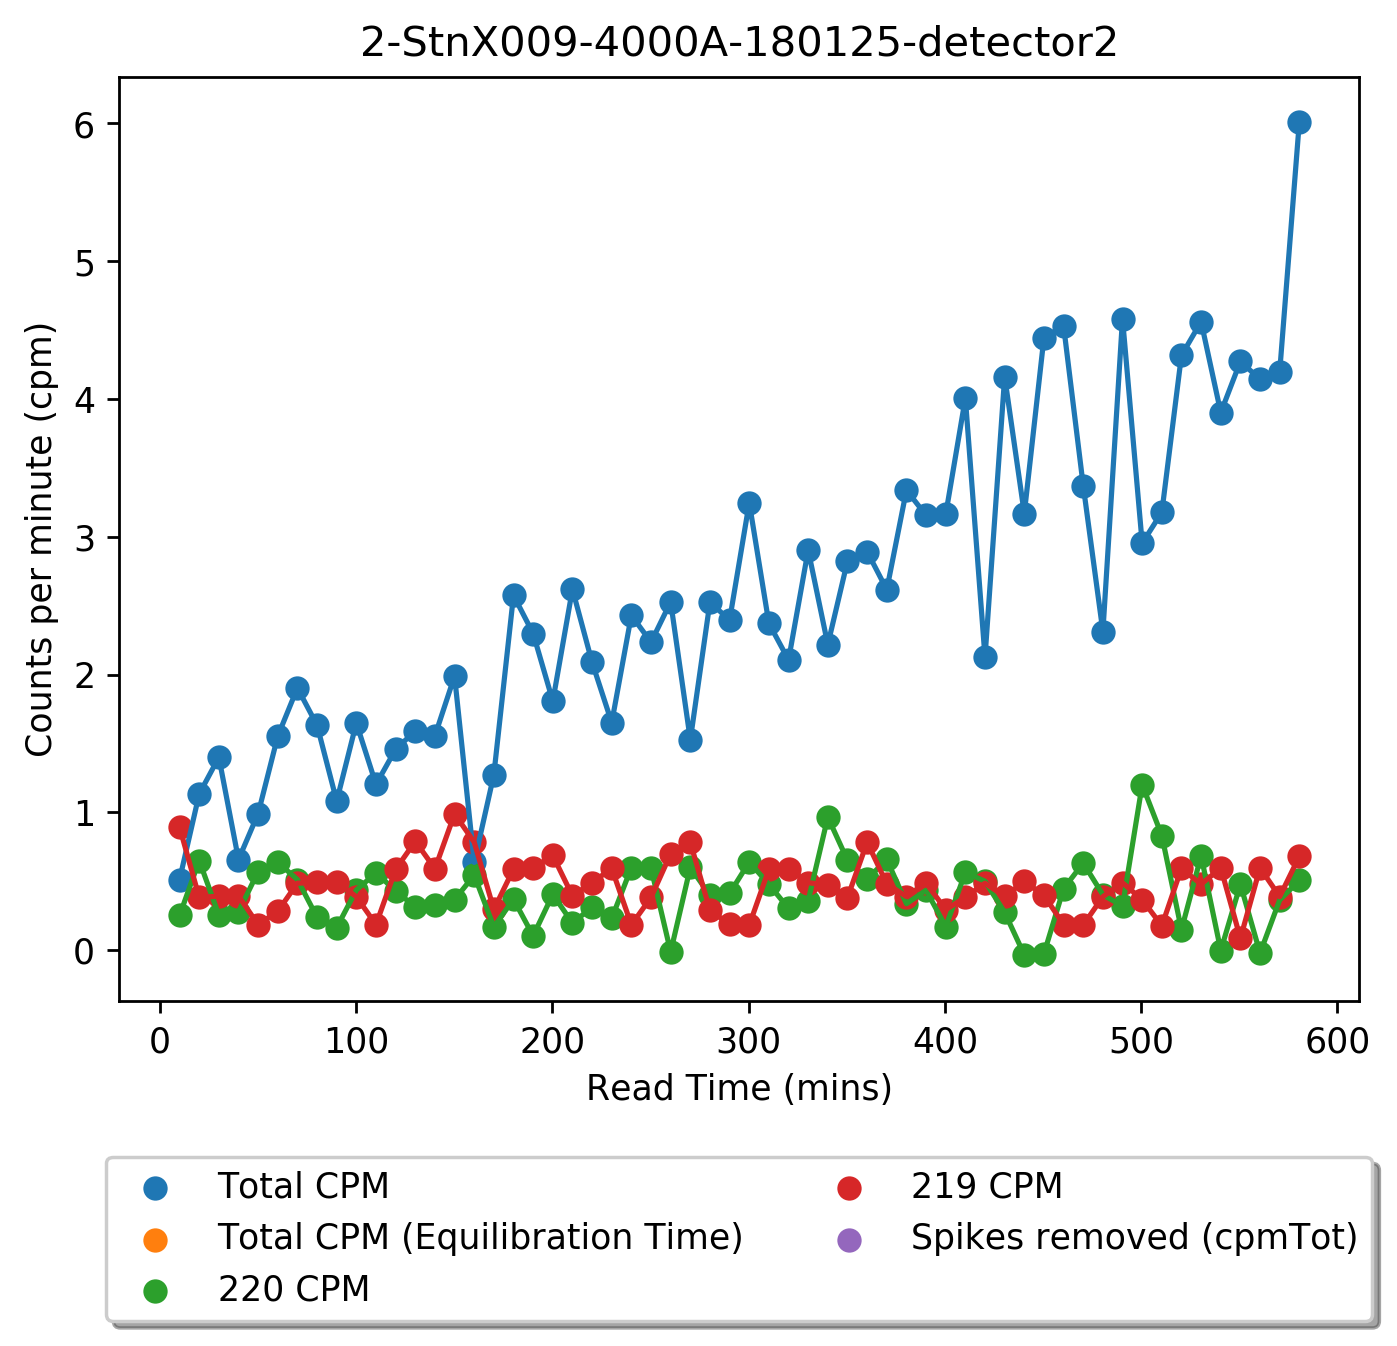 2-StnX009-4000A-180125-detector2
6
5
4
3
2
1
0
Counts per minute (cpm)
0 100 200 300 400 500 600
Read Time (mins)
Total CPM
Total CPM (Equilibration Time)
220 CPM
219 CPM
Spikes removed (cpmTot)